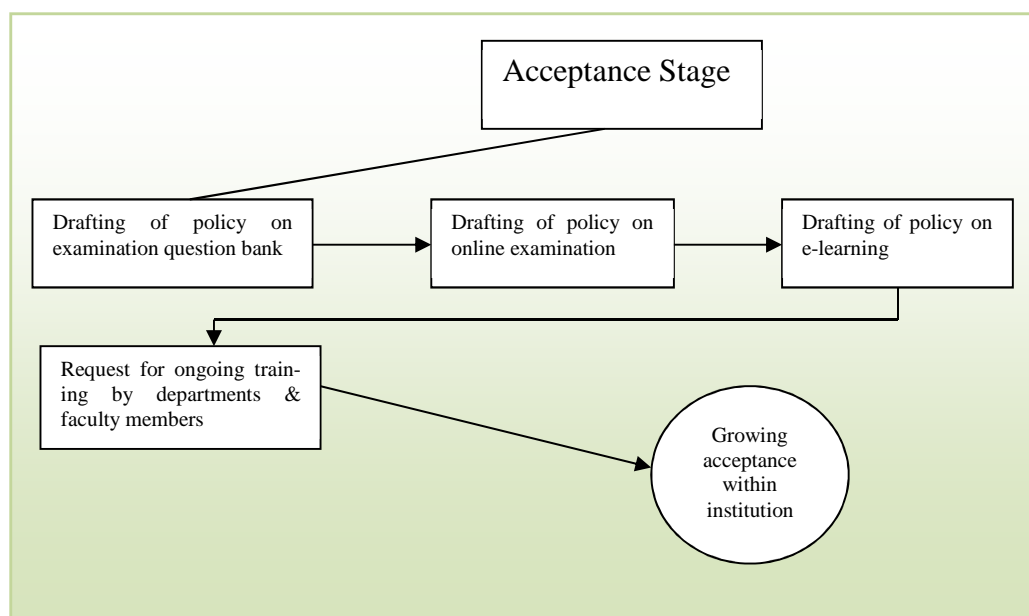 Acceptance Stage
Drafting of policy on
examination question bank
Drafting of policy on
online examination
Drafting of policy on
e-learning
Request for ongoing train-
ing by departments &
faculty members
Growing
acceptance
within
institution